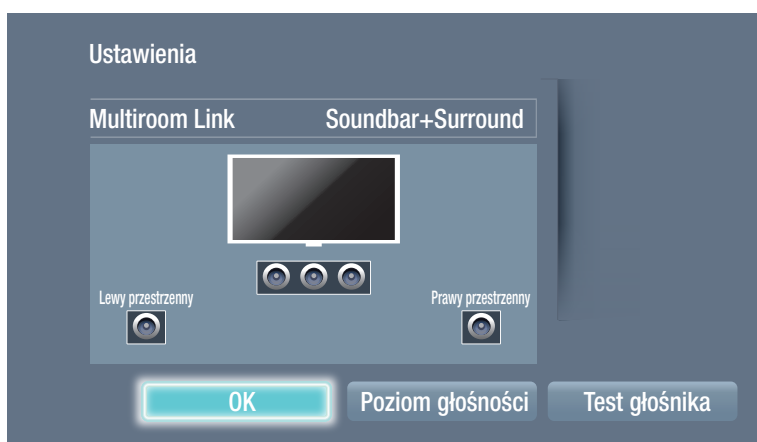 Ustawienia
Multiroom Link Soundbar+Surround
Lewy przestrzenny Prawy przestrzenny
OK Poziom głośności Test głośnika